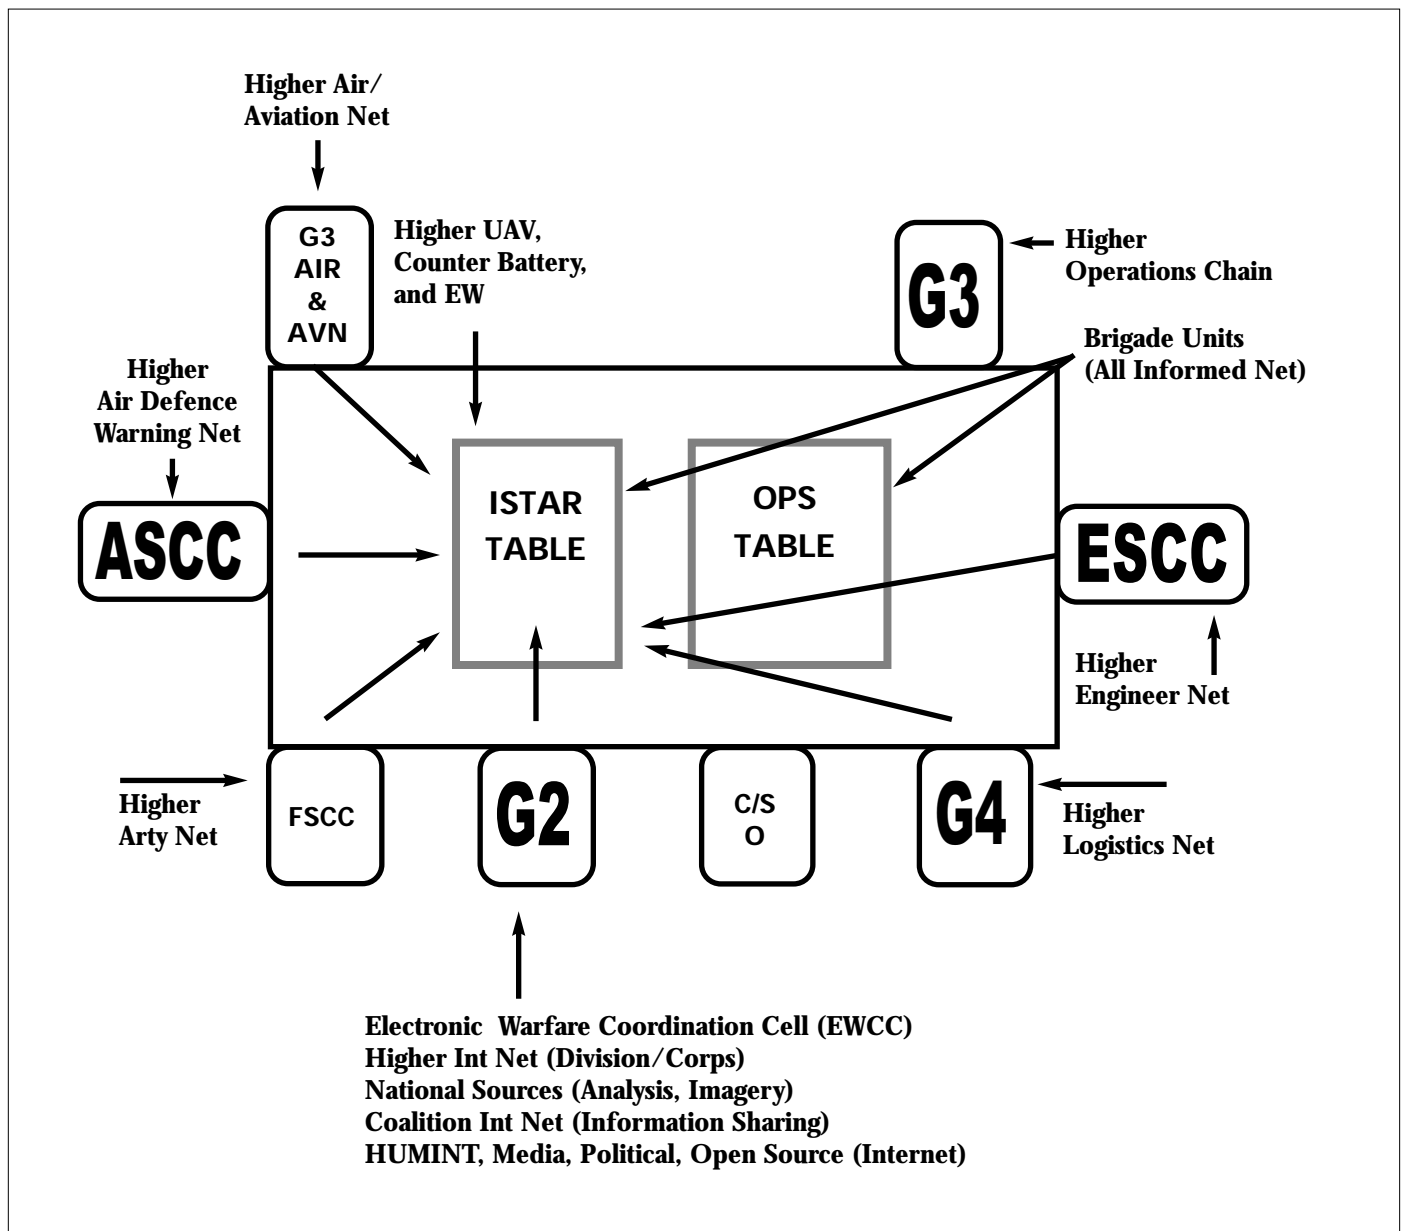 Higher Air/
Aviation Net
G3
AIR
&
AVN
Higher UAV,
Counter Battery,
and EW
G3
Higher
Operations Chain
Brigade Units
(All Informed Net)
Higher
Air Defence
Warning Net
ASCC
ISTAR
TABLE
OPS
TABLE
ESCC
Higher
Engineer Net
Higher
Arty Net
FSCC
G2
C/S
O
G4
Higher
Logistics Net
Electronic  Warfare Coordination Cell (EWCC)
Higher Int Net (Division/Corps)
National Sources (Analysis, Imagery)
Coalition Int Net (Information Sharing)
HUMINT, Media, Political, Open Source (Internet)